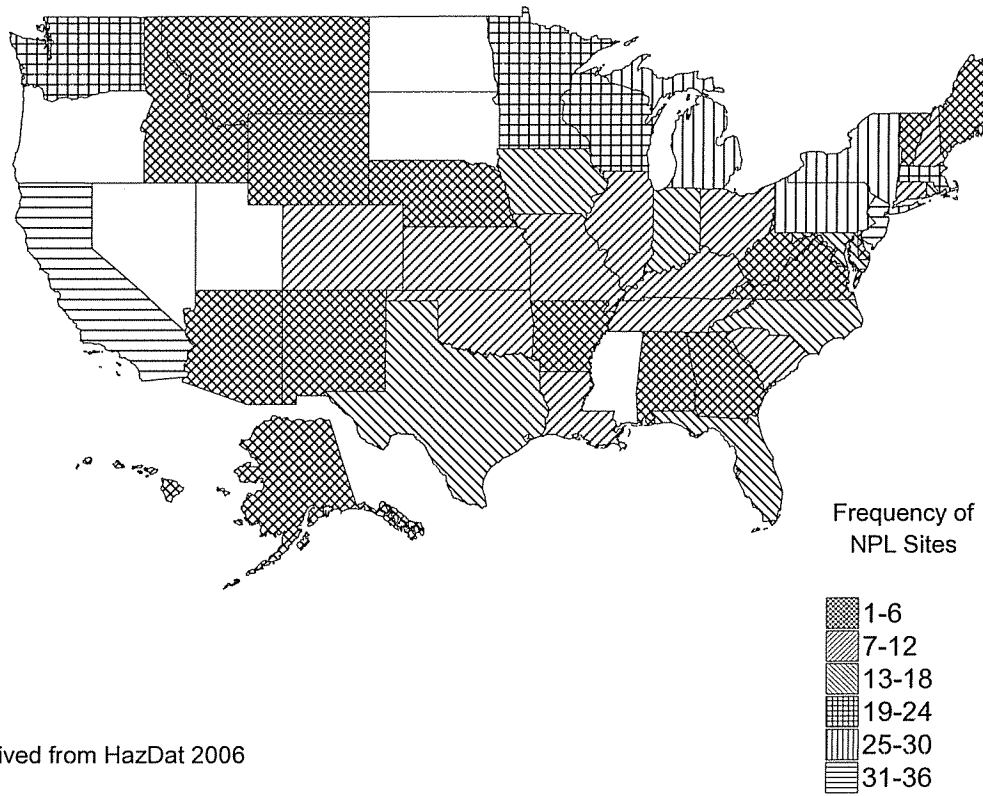 Frequency of
NPL Sites
1-6
7-12
13-18
19-24
25-30
31-36
ived from HazDat 2006